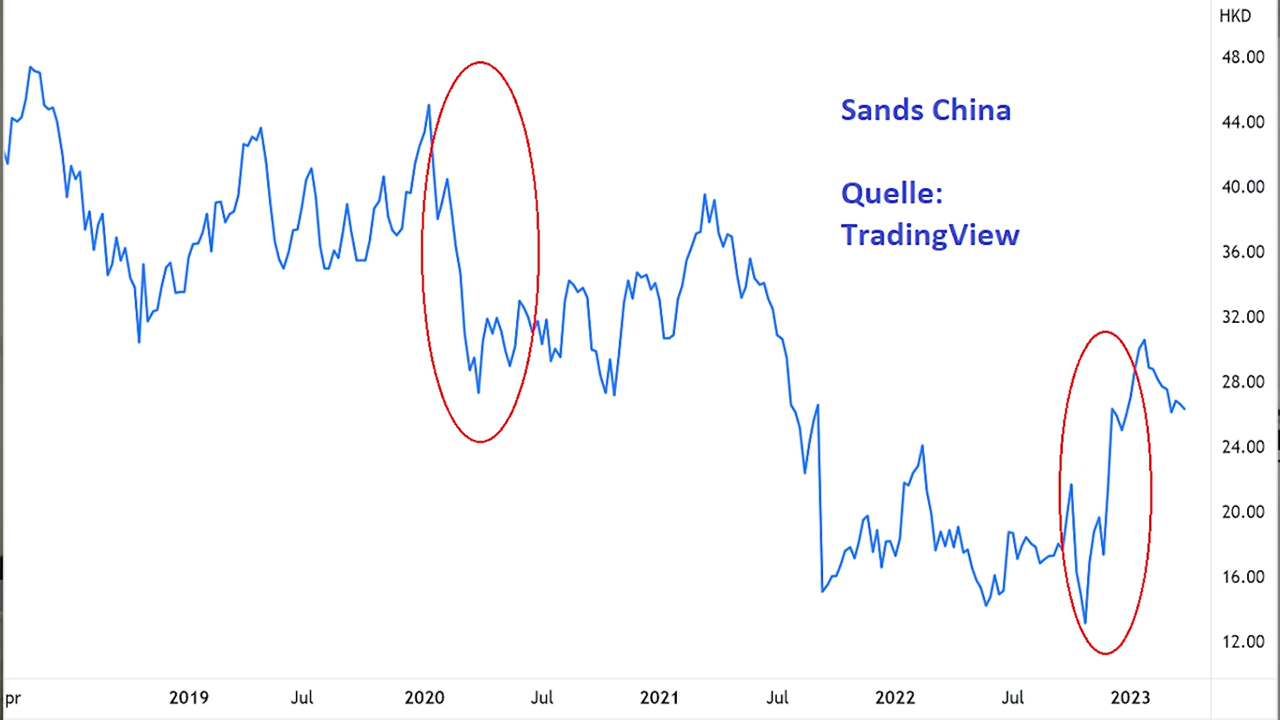 HKD
48.00
Sands China
44.00
40.00
Quelle:
TradingView
36.00
32.00
28.00
24.00
20.00
16.00
12.00
pr 2019 Jul 2020 Jul 2021 Jul 2022 Jul 2023